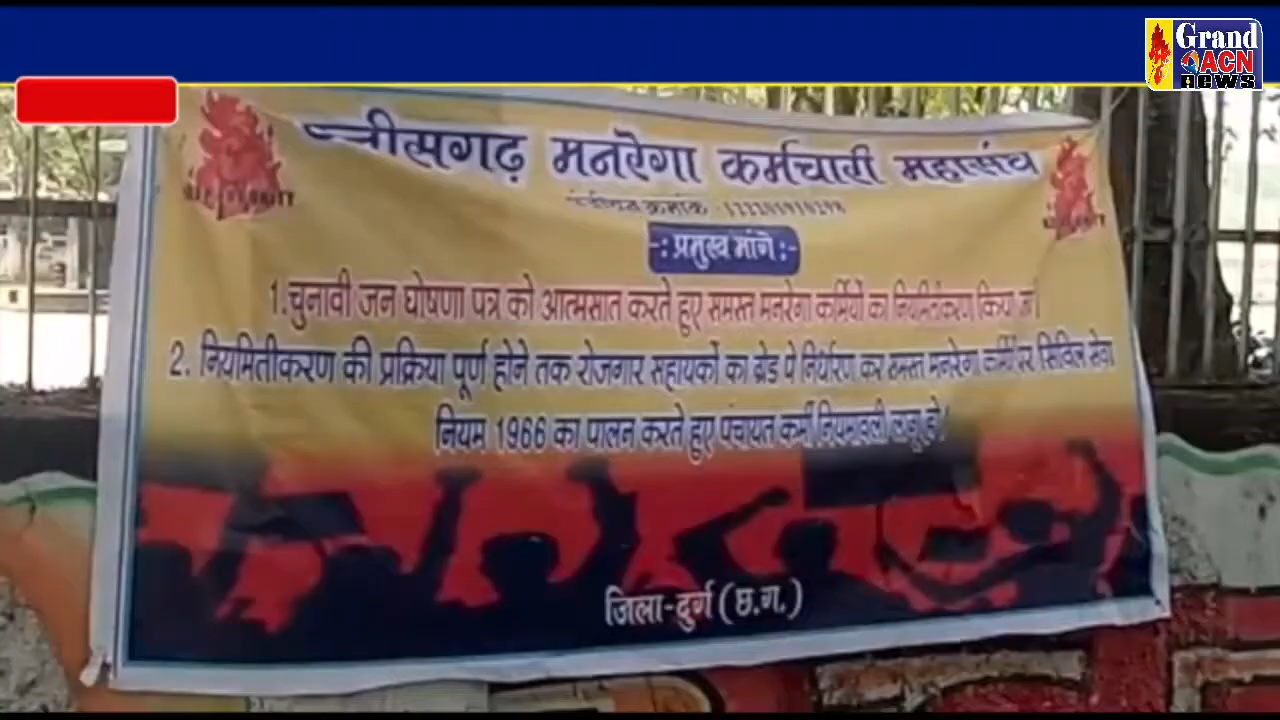 Grand
ACN
news
छत्तीसगढ़ मनरेगा कर्मचारी महासंघ
क्रमांक
-: प्रमुख मांगे :-
1. चुनावी जन घोषणा पत्र को आत्मसात करते हुए समस्त मनरेगा कर्मियों का नियमितीकरण किया जाये
2. नियमितीकरण की प्रक्रिया पूर्ण होने तक रोजगार सहायकों का ग्रेड पे निर्धारण कर समस्त मनरेगा कर्मियों पर सिविल सेवा
नियम 1966 का पालन करते हुए पंचायत कर्मी नियमावली लागू हो।
जिला-दुर्ग (छ.ग.)